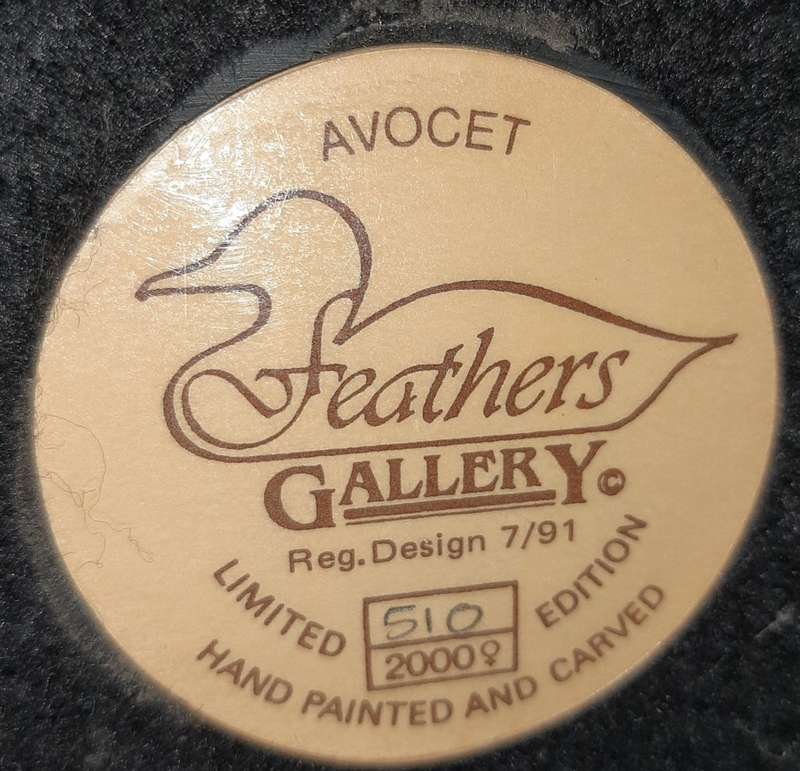 AVOCET
Feathers
GALLERY©
Reg. Design 7/91
LIMITED EDITION
510
2000♀
HAND PAINTED AND CARVED